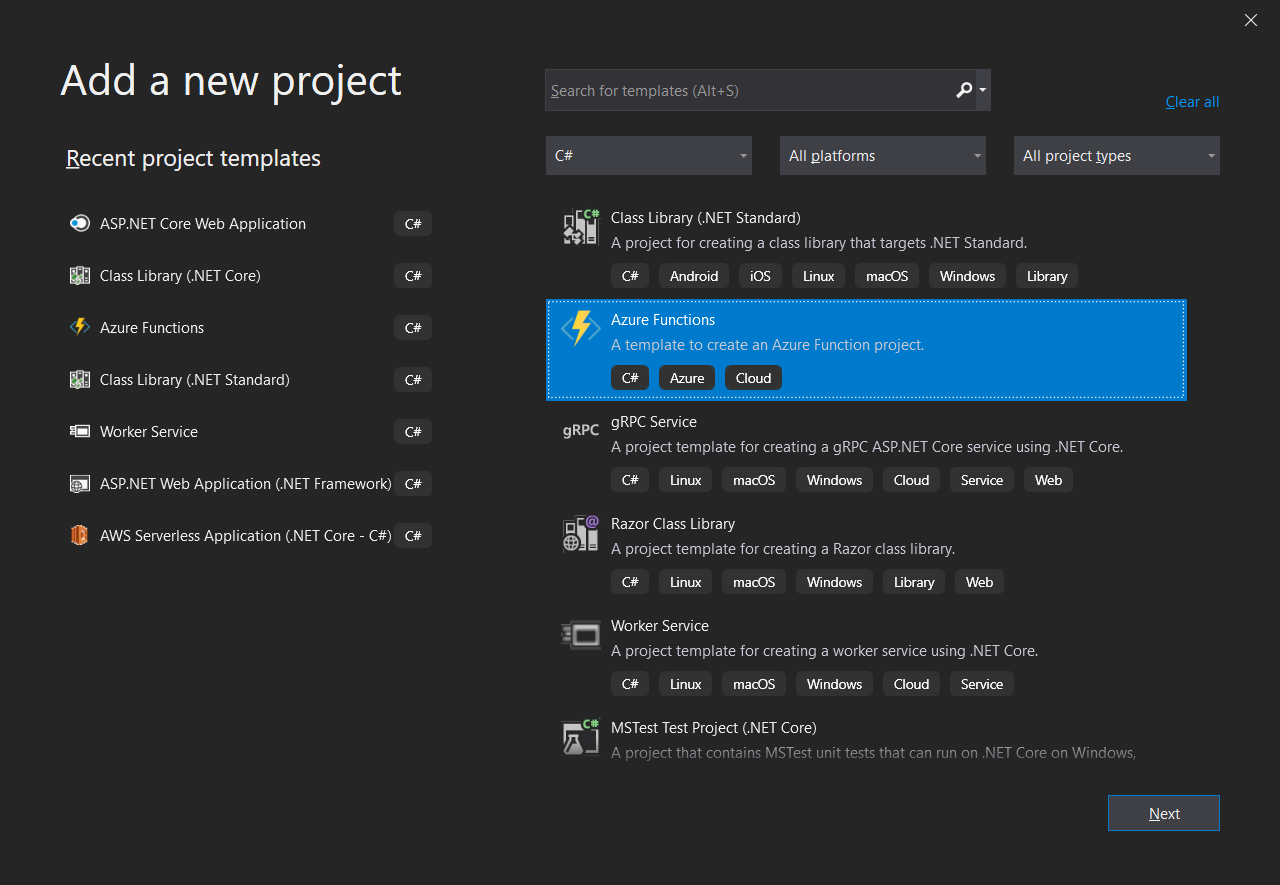 Add a new project
Search for templates (Alt+S)
Clear all
Recent project templates
C#
All platforms
All project types
ASP.NET Core Web Application C#
Class Library (.NET Core) C#
Azure Functions C#
Class Library (.NET Standard) C#
Worker Service C#
ASP.NET Web Application (.NET Framework) C#
AWS Serverless Application (.NET Core - C#) C#
C#
Class Library (.NET Standard)
A project for creating a class library that targets .NET Standard.
C# Android iOS Linux macOS Windows Library
Azure Functions
A template to create an Azure Function project.
C# Azure Cloud
gRPC
gRPC Service
A project template for creating a gRPC ASP.NET Core service using .NET Core.
C# Linux macOS Windows Cloud Service Web
@
Razor Class Library
A project template for creating a Razor class library.
C# Linux macOS Windows Library Web
Worker Service
A project template for creating a worker service using .NET Core.
C# Linux macOS Windows Cloud Service
C#
MSTest Test Project (.NET Core)
A project that contains MSTest unit tests that can run on .NET Core on Windows,
Next